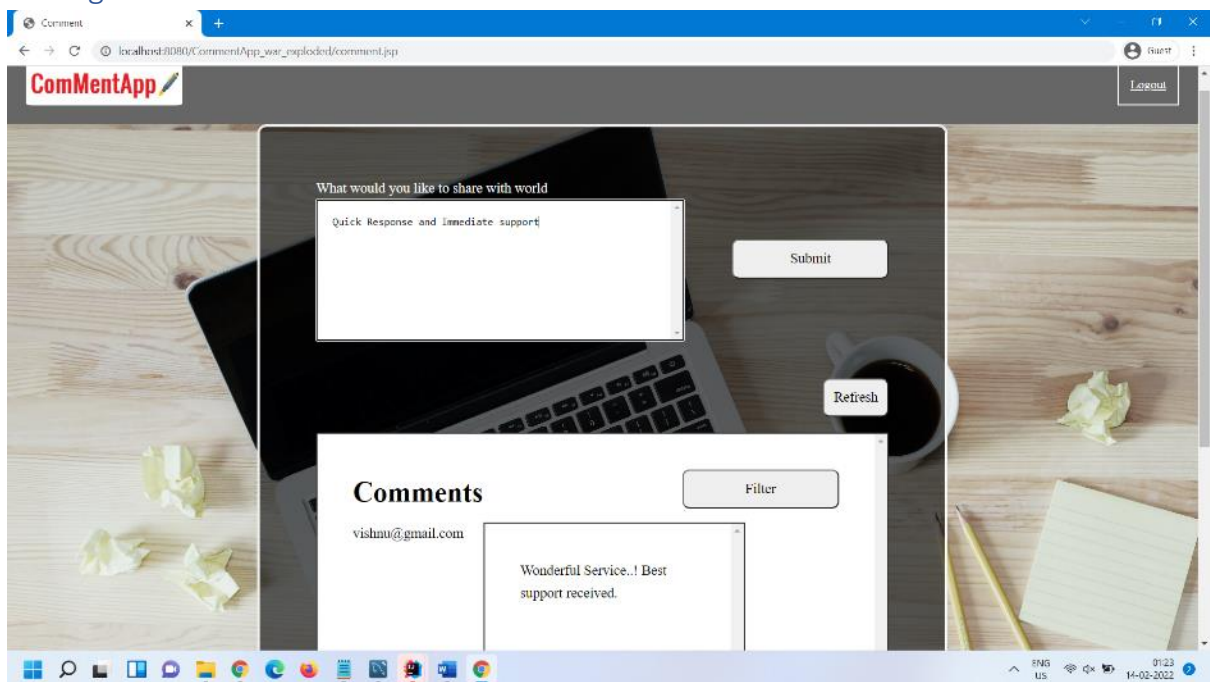 Comment
localhost:8080/CommentApp_war_exploded/comment.jsp
Guest
ComMentApp
Logout
What would you like to share with world
Quick Response and Immediate support
Submit
Refresh
Comments
Filter
vishnu@gmail.com
Wonderful Service..! Best
support received.
ENG
US
01:23
14-02-2022